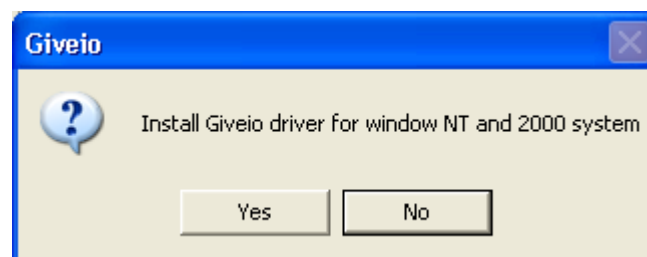 Giveio
?
Install Giveio driver for window NT and 2000 system
Yes No